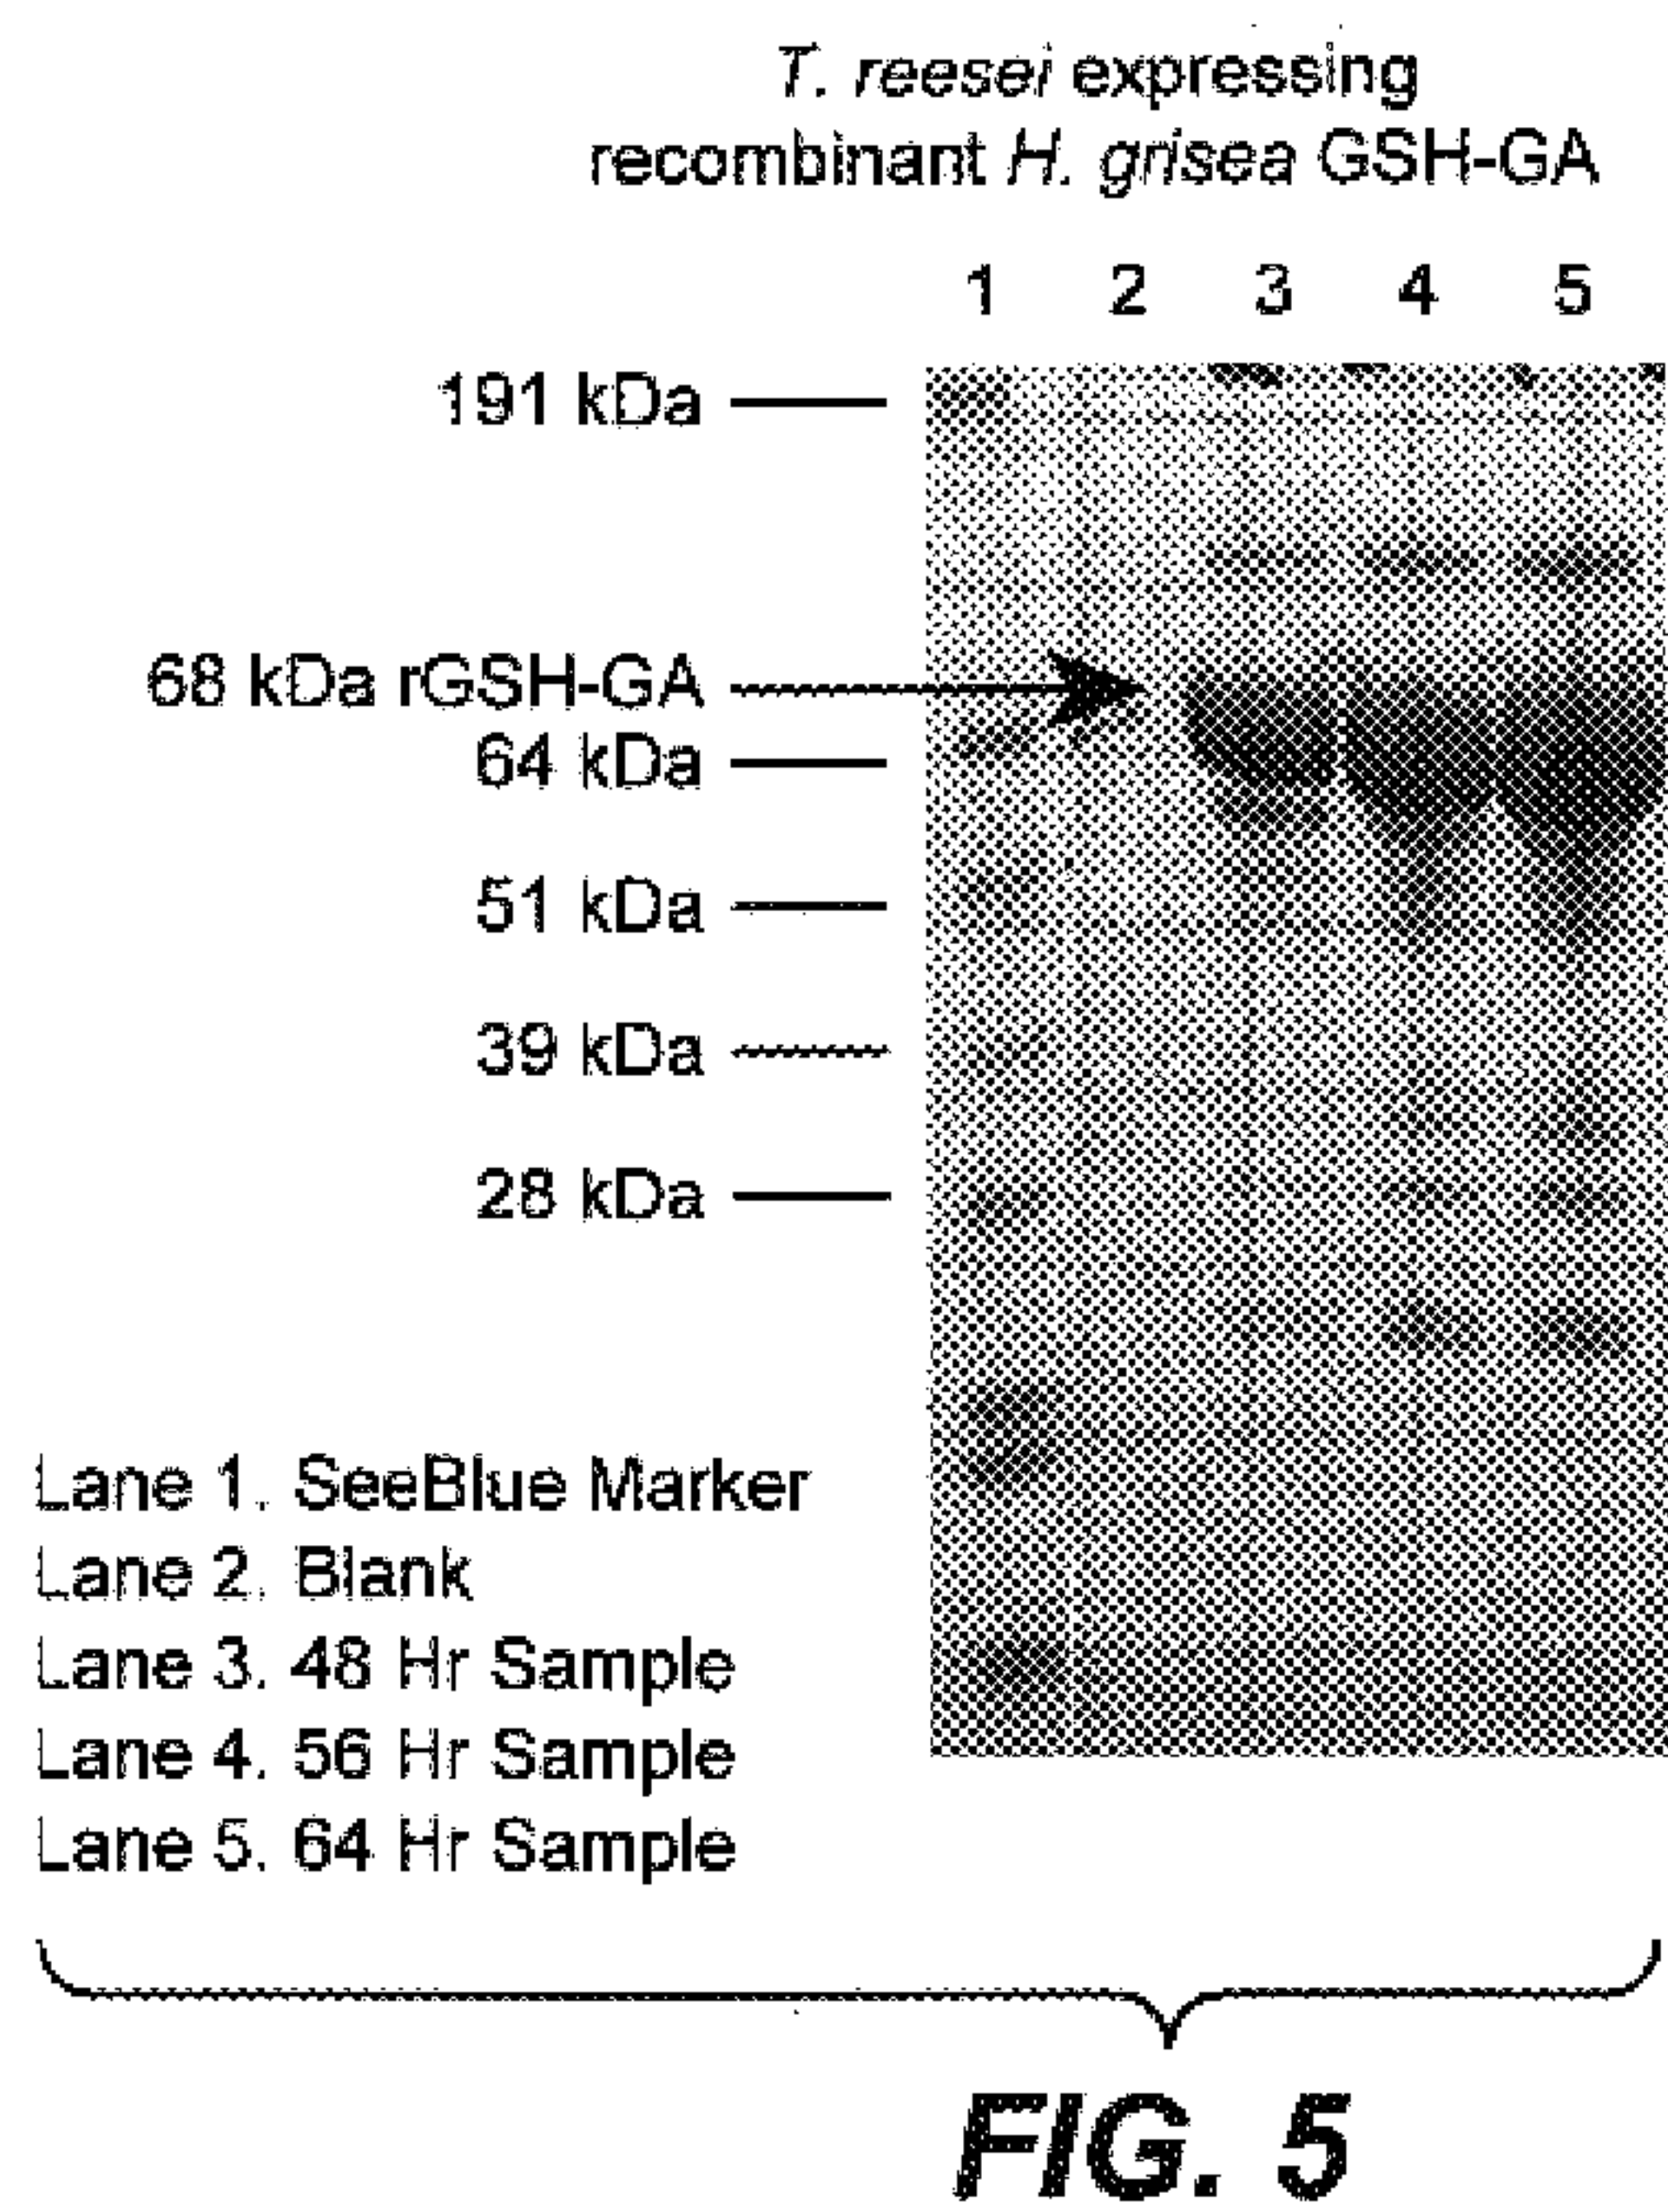 T. reesei expressing
recombinant H. grisea GSH-GA
1 2 3 4 5
191 kDa
68 kDa rGSH-GA
64 kDa
51 kDa
39 kDa
28 kDa
Lane 1. SeeBlue Marker
Lane 2. Blank
Lane 3. 48 Hr Sample
Lane 4. 56 Hr Sample
Lane 5. 64 Hr Sample
FIG. 5